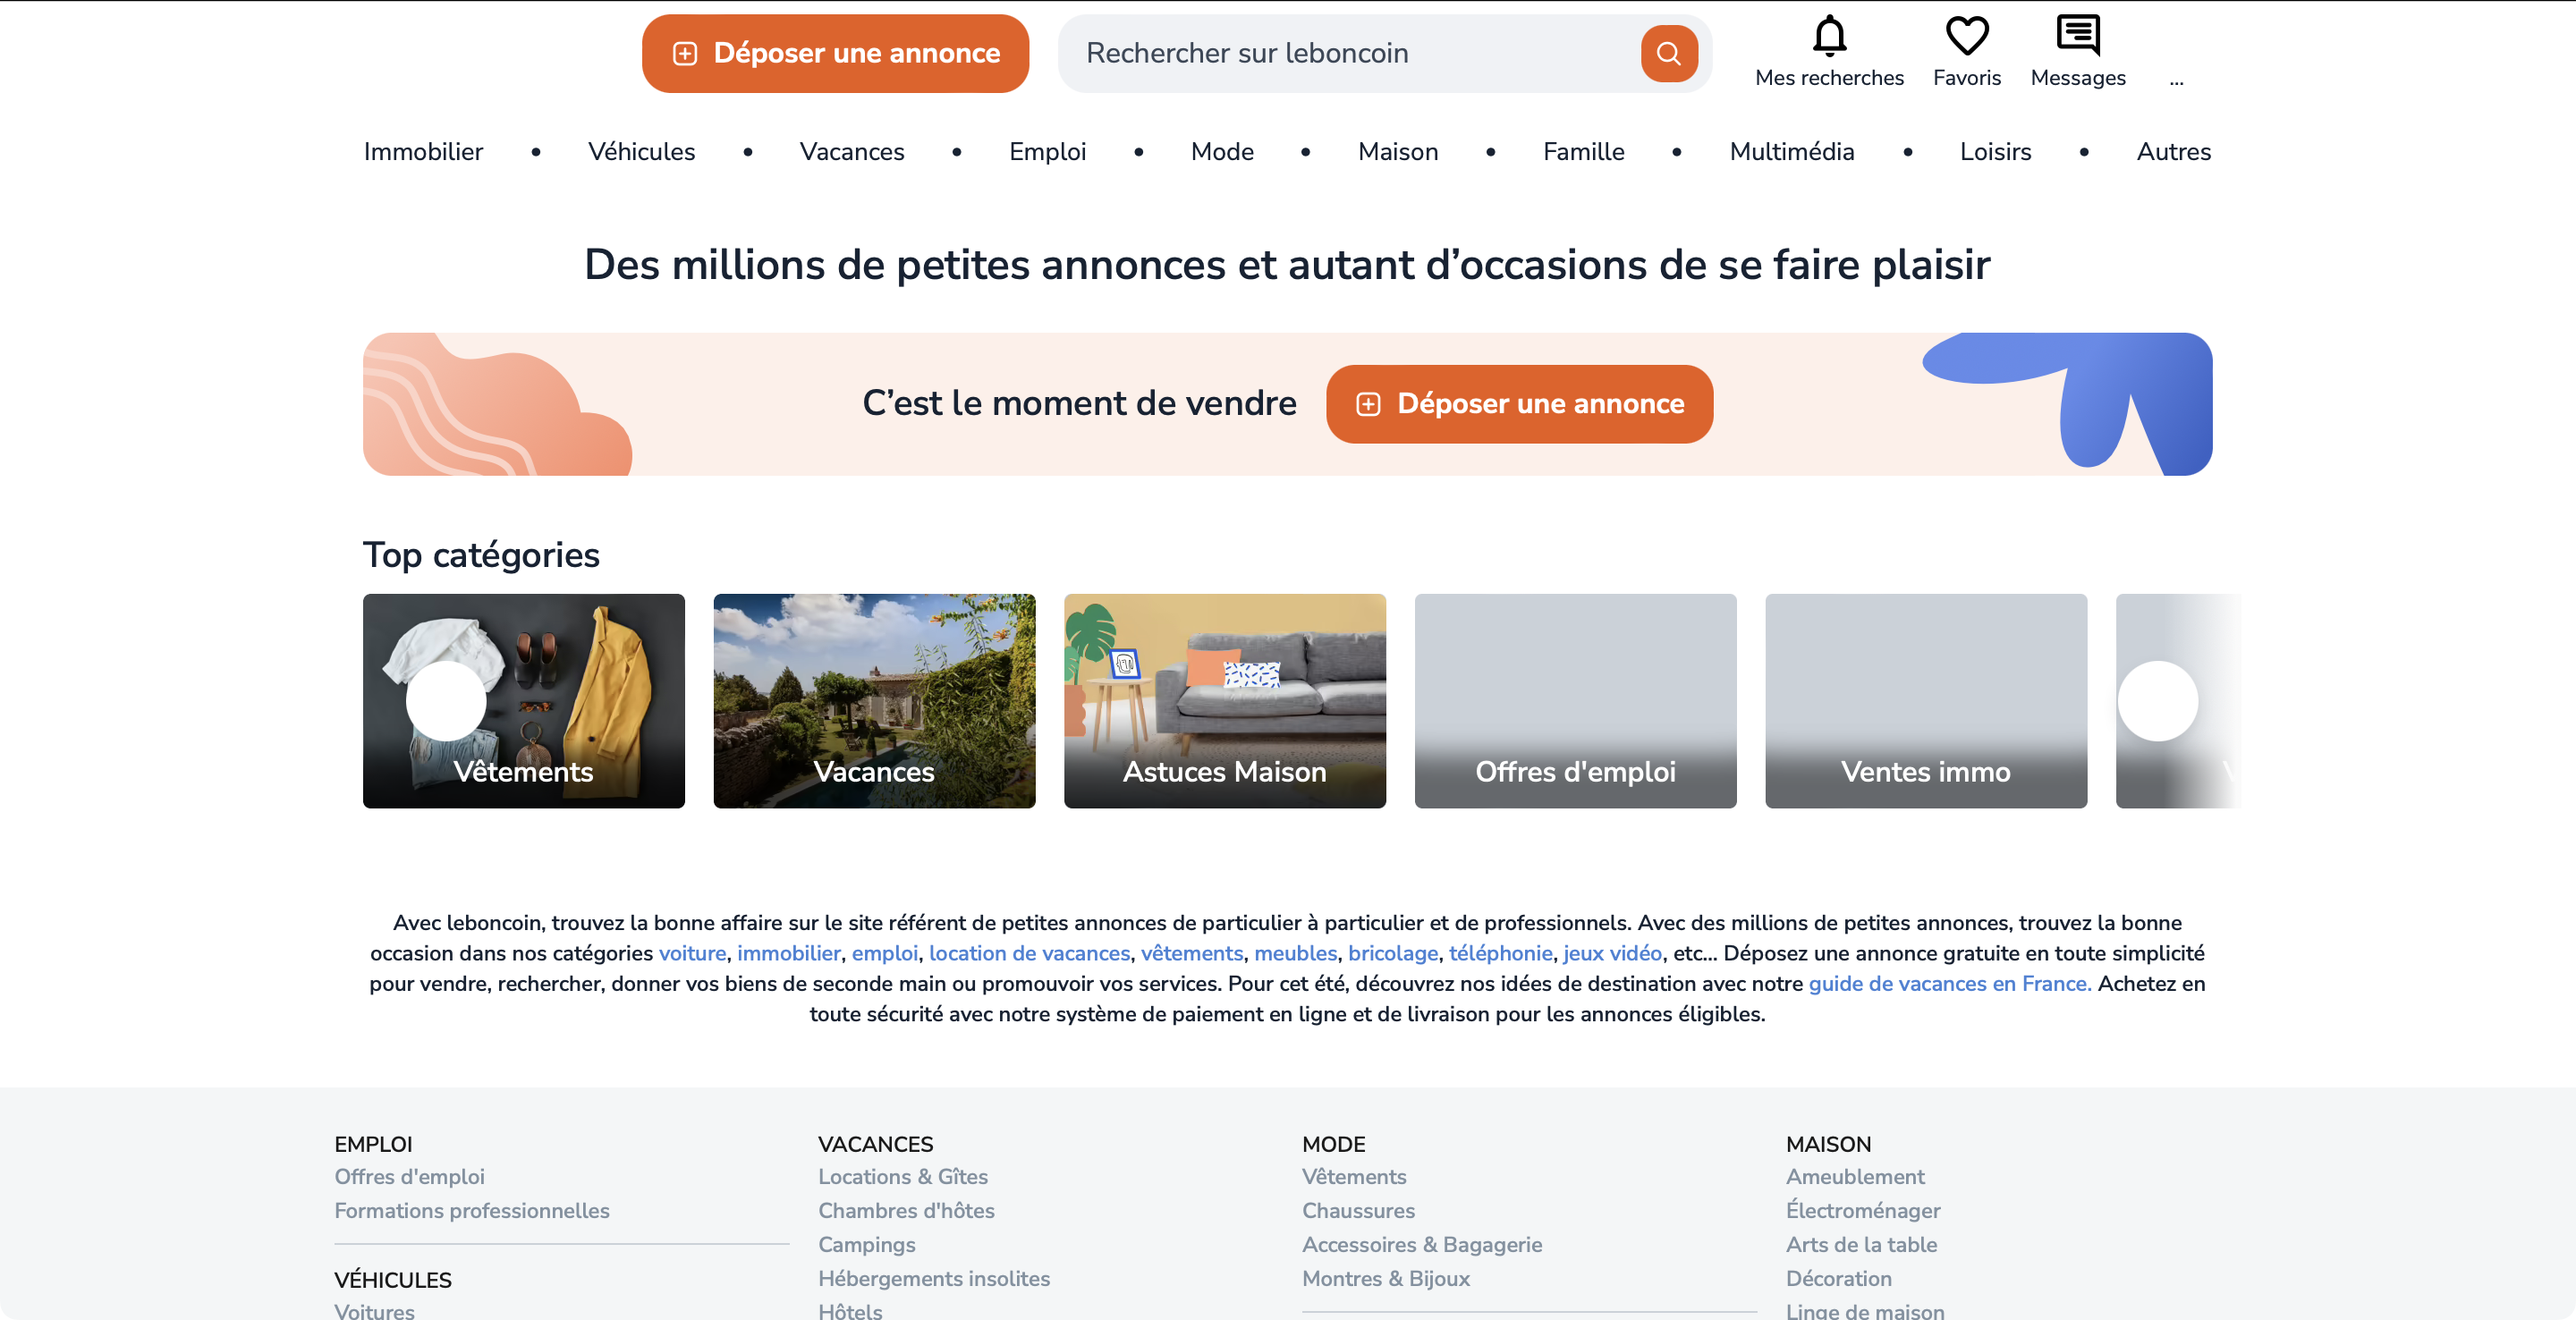 Déposer une annonce
Rechercher sur leboncoin
Mes recherches
Favoris
Messages
...
Immobilier • Véhicules • Vacances • Emploi • Mode • Maison • Famille • Multimédia • Loisirs • Autres
Des millions de petites annonces et autant d’occasions de se faire plaisir
C’est le moment de vendre
Déposer une annonce
Top catégories
Vêtements
Vacances
Astuces Maison
Offres d'emploi
Ventes immo
Avec leboncoin, trouvez la bonne affaire sur le site référent de petites annonces de particulier à particulier et de professionnels. Avec des millions de petites annonces, trouvez la bonne
occasion dans nos catégories voiture, immobilier, emploi, location de vacances, vêtements, meubles, bricolage, téléphonie, jeux vidéo, etc... Déposez une annonce gratuite en toute simplicité
pour vendre, rechercher, donner vos biens de seconde main ou promouvoir vos services. Pour cet été, découvrez nos idées de destination avec notre guide de vacances en France. Achetez en
toute sécurité avec notre système de paiement en ligne et de livraison pour les annonces éligibles.
EMPLOI
Offres d'emploi
Formations professionnelles
VÉHICULES
Voitures
VACANCES
Locations & Gîtes
Chambres d'hôtes
Campings
Hébergements insolites
Hôtels
MODE
Vêtements
Chaussures
Accessoires & Bagagerie
Montres & Bijoux
MAISON
Ameublement
Électroménager
Arts de la table
Décoration
Linge de maison